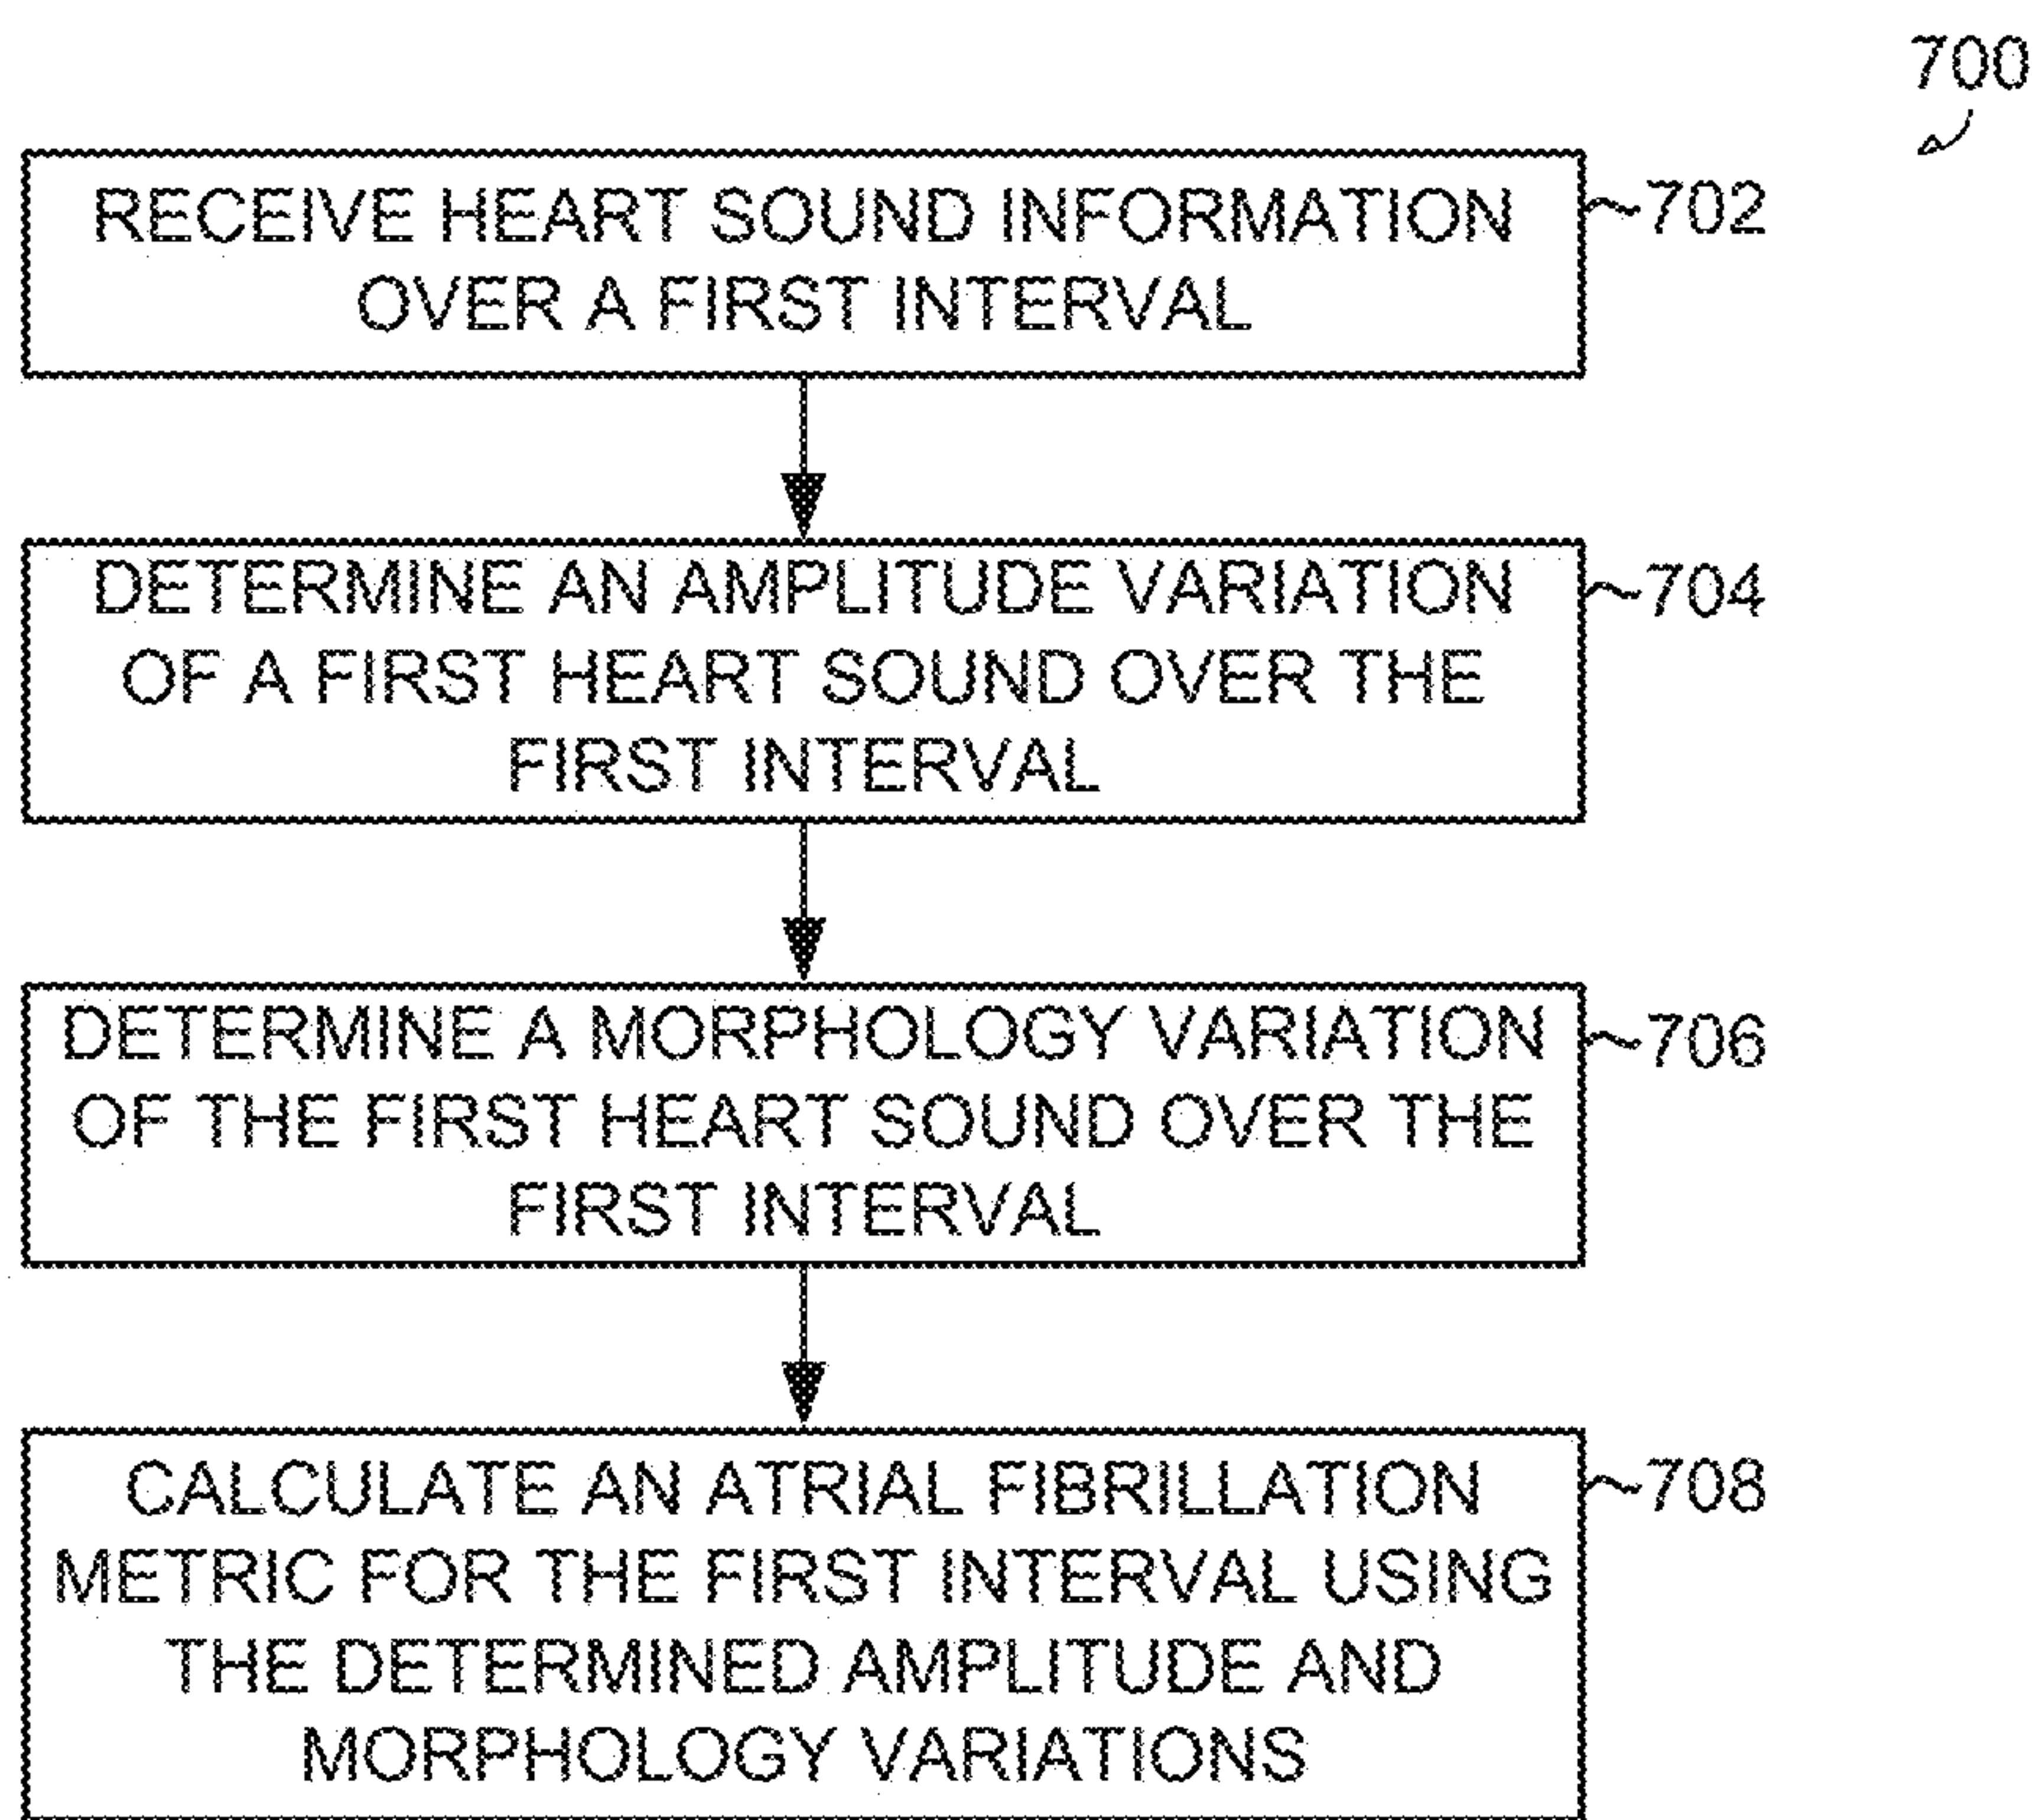 700
RECEIVE HEART SOUND INFORMATION
OVER A FIRST INTERVAL
702
DETERMINE AN AMPLITUDE VARIATION
OF A FIRST HEART SOUND OVER THE
FIRST INTERVAL
704
DETERMINE A MORPHOLOGY VARIATION
OF THE FIRST HEART SOUND OVER THE
FIRST INTERVAL
706
CALCULATE AN ATRIAL FIBRILLATION
METRIC FOR THE FIRST INTERVAL USING
THE DETERMINED AMPLITUDE AND
MORPHOLOGY VARIATIONS
708